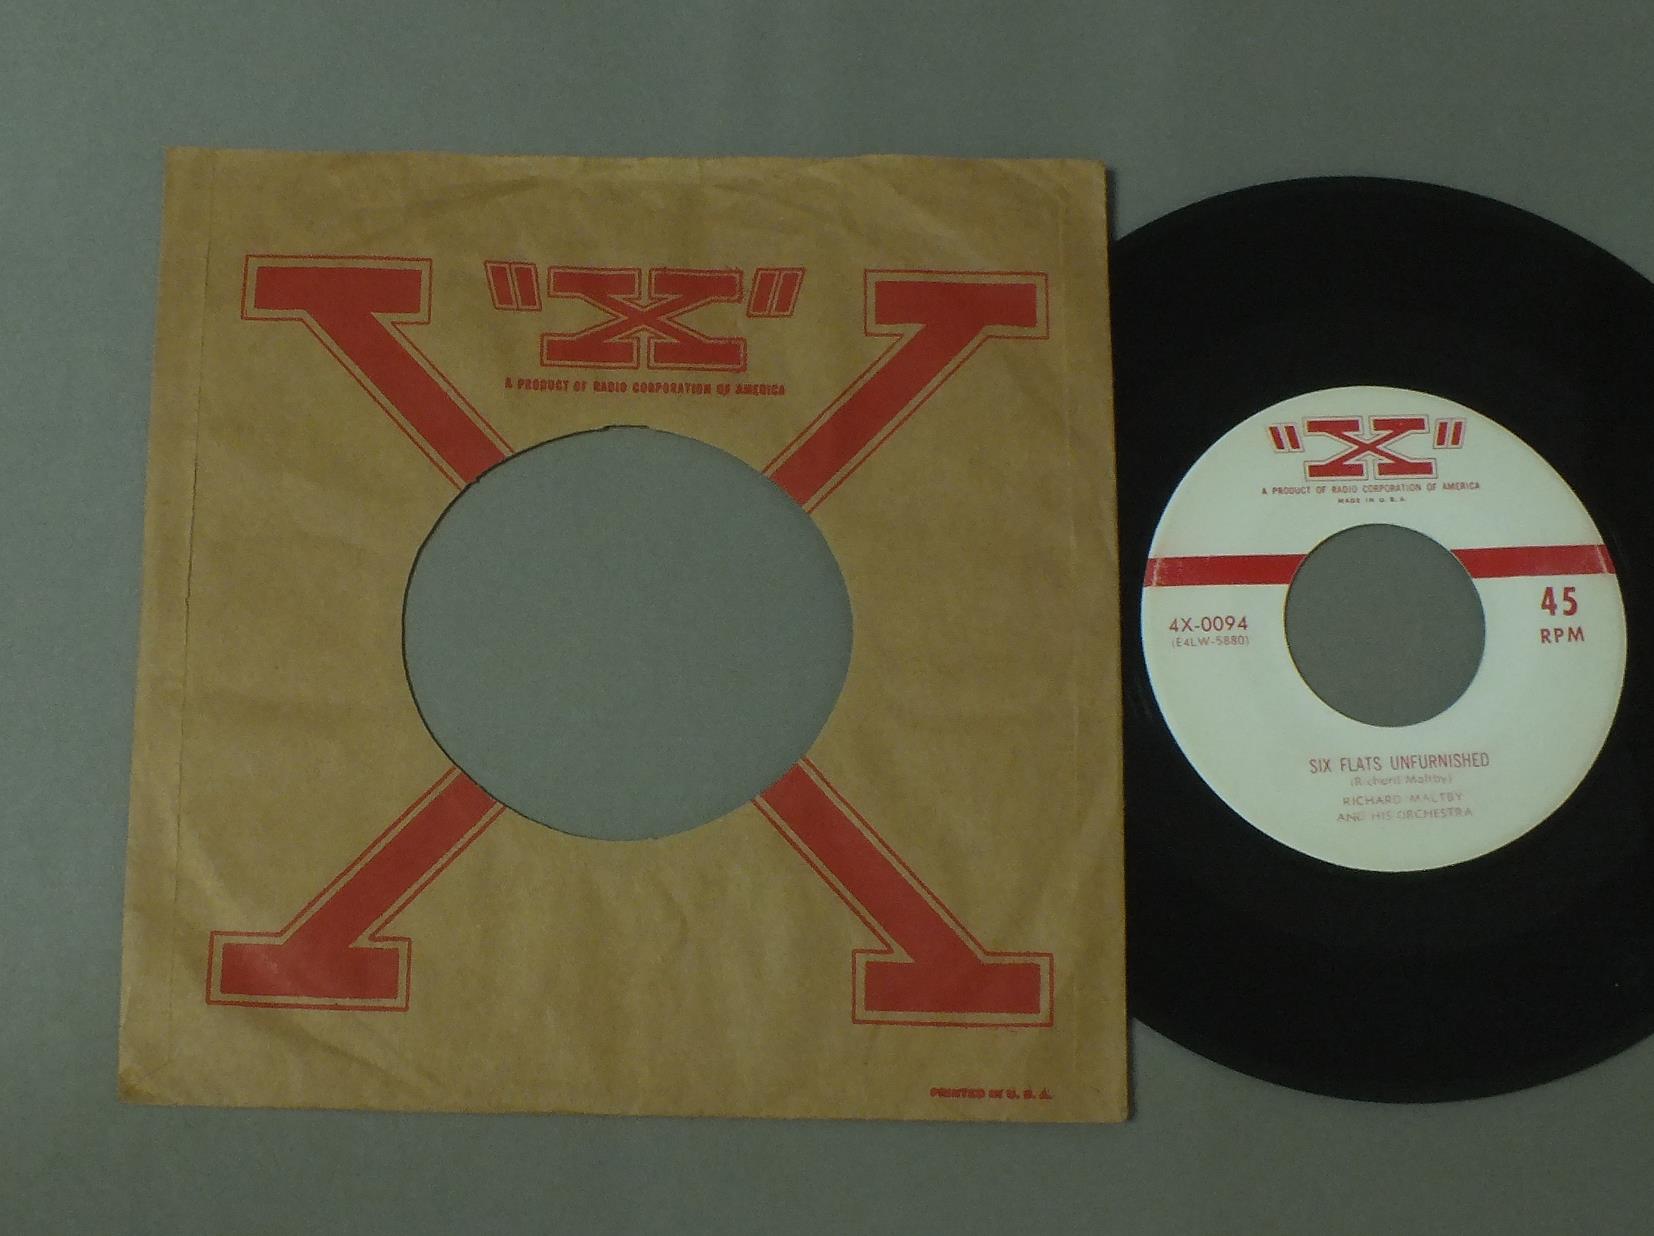 "X"
A PRODUCT OF RADIO CORPORATION OF AMERICA
PRINTED IN U. S. A.
"X"
A PRODUCT OF RADIO CORPORATION OF AMERICA
MADE IN U. S. A.
45
RPM
4X-0094
(E4LW-5880)
SIX FLATS UNFURNISHED
(Richard Maltby)
RICHARD MALTBY
AND HIS ORCHESTRA